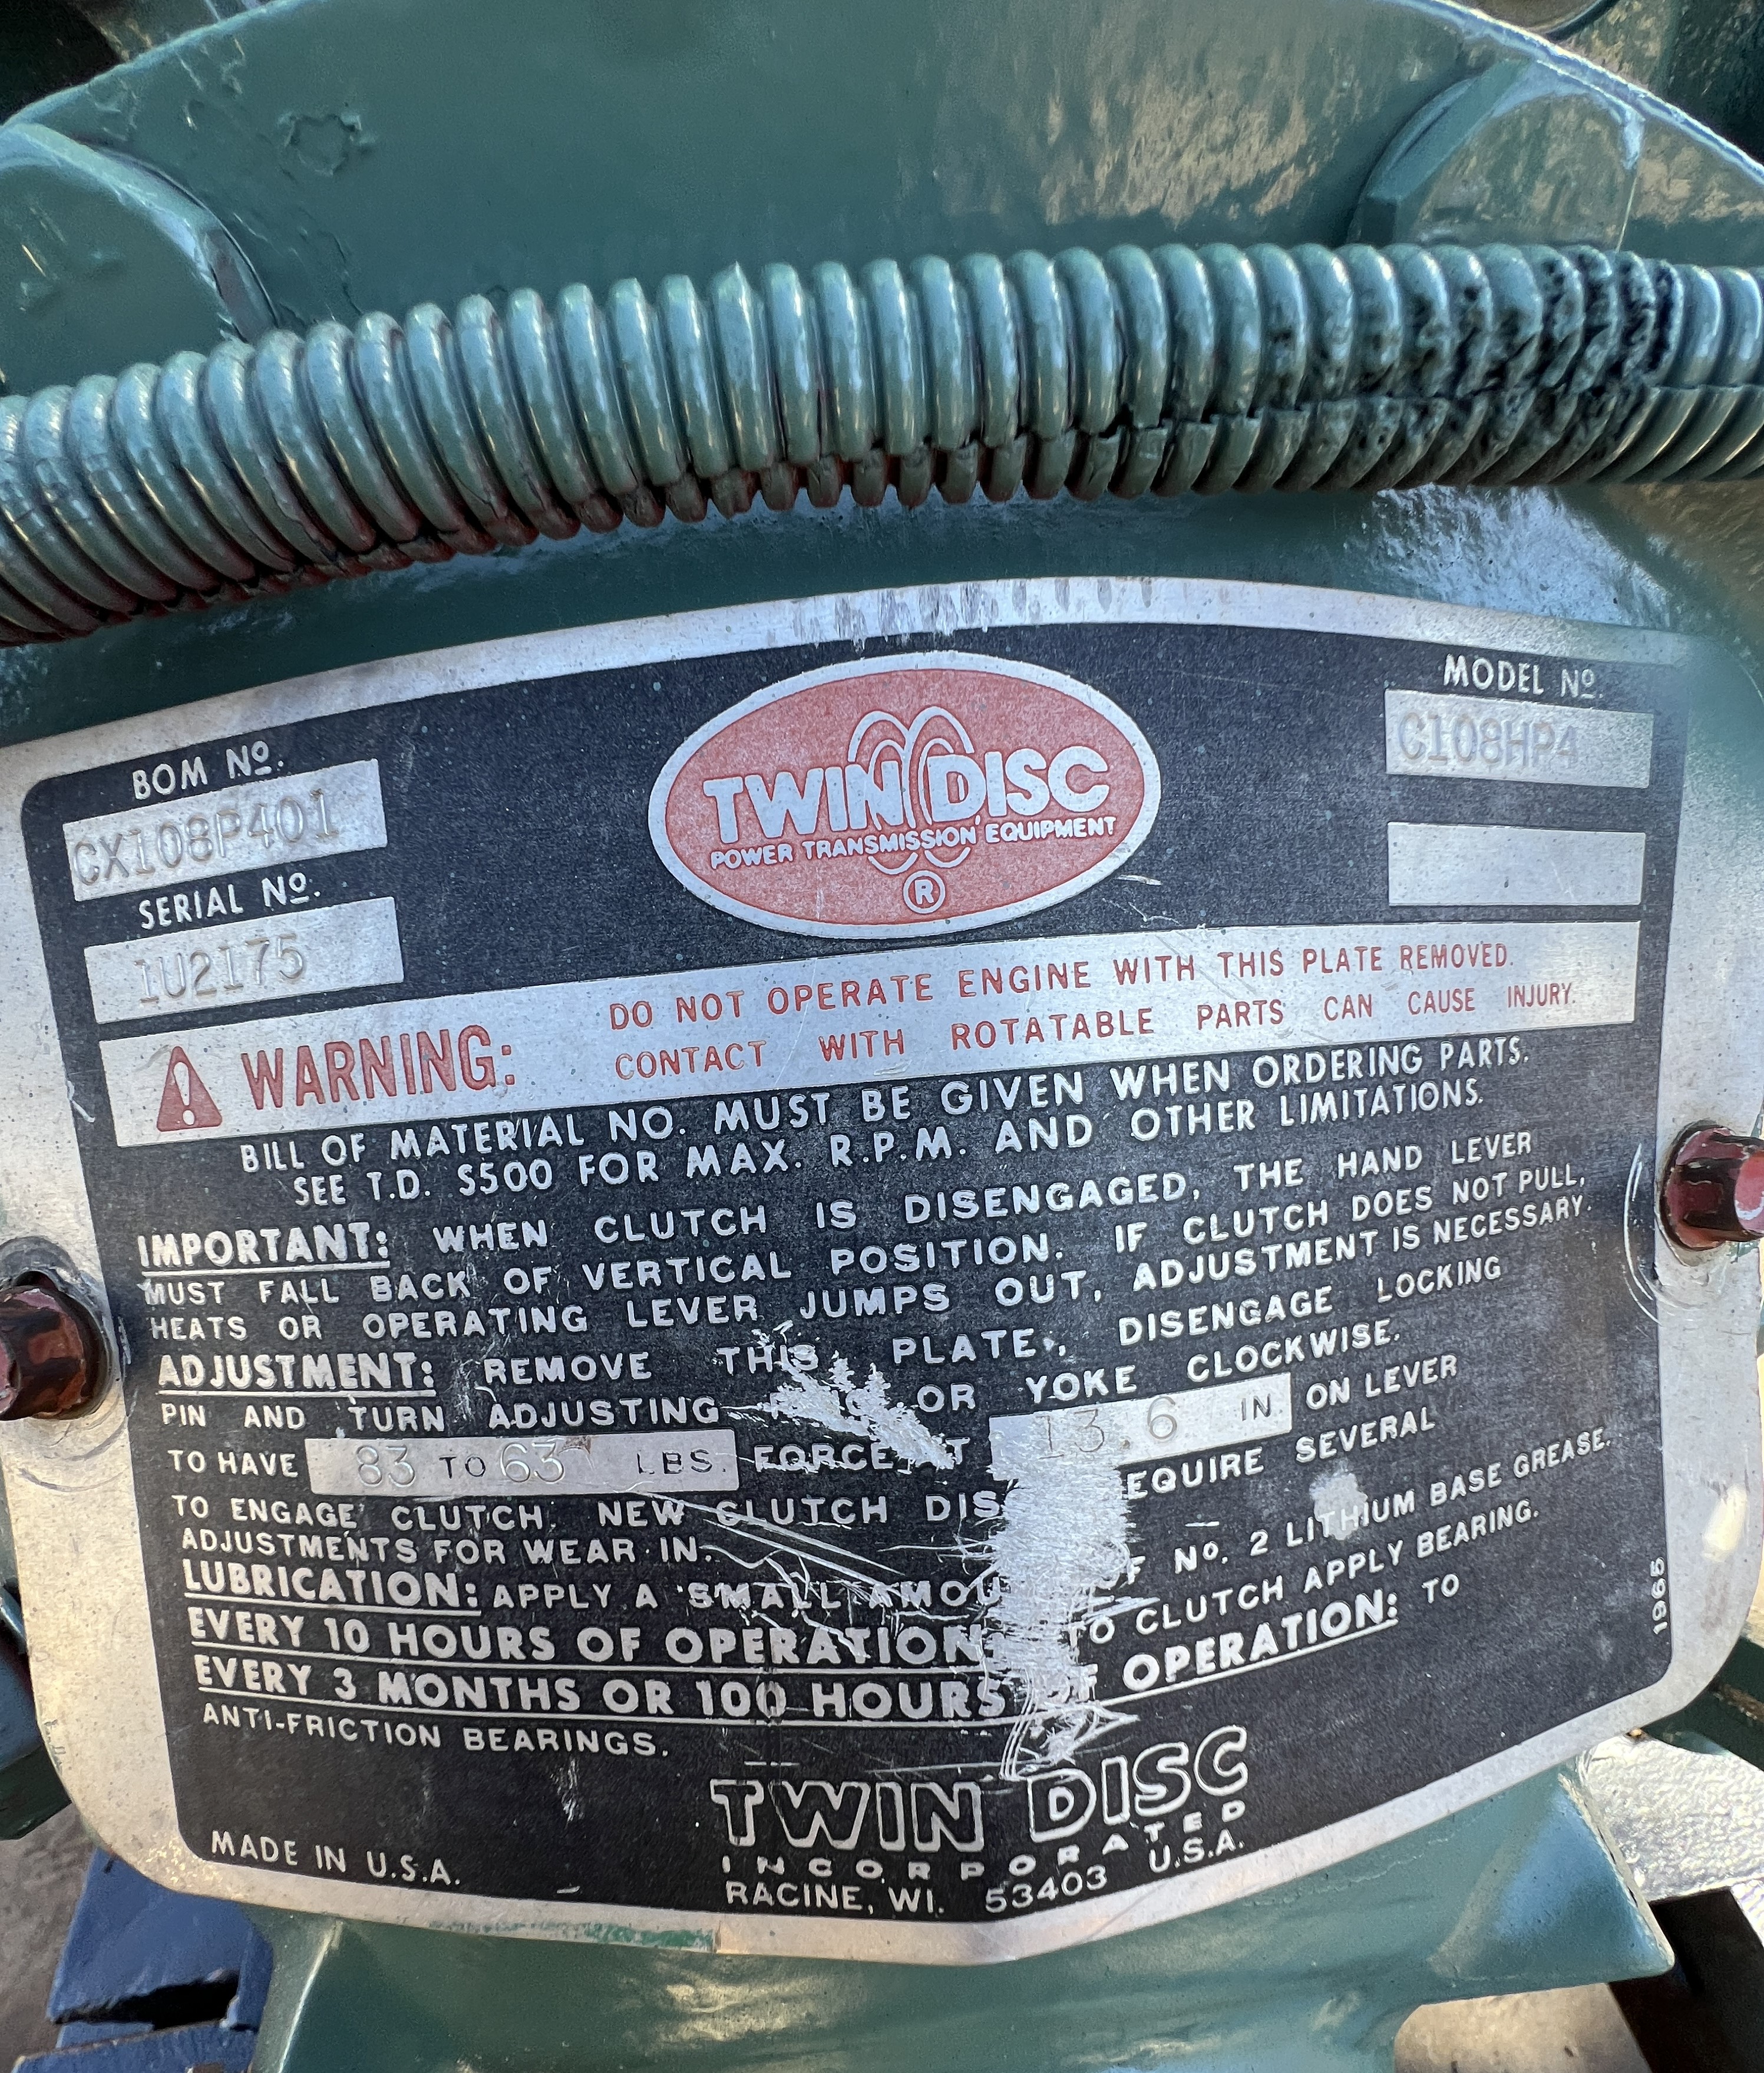 BOM Nº.
CX108P401
SERIAL Nº.
1U2175
TWIN DISC
POWER TRANSMISSION EQUIPMENT
®
MODEL Nº.
C108HP4
WARNING: DO NOT OPERATE ENGINE WITH THIS PLATE REMOVED.
CONTACT WITH ROTATABLE PARTS CAN CAUSE INJURY.
BILL OF MATERIAL NO. MUST BE GIVEN WHEN ORDERING PARTS.
SEE T.D. S500 FOR MAX. R.P.M. AND OTHER LIMITATIONS.
IMPORTANT: WHEN CLUTCH IS DISENGAGED, THE HAND LEVER
MUST FALL BACK OF VERTICAL POSITION. IF CLUTCH DOES NOT PULL,
HEATS OR OPERATING LEVER JUMPS OUT, ADJUSTMENT IS NECESSARY.
ADJUSTMENT: REMOVE THIS PLATE, DISENGAGE LOCKING
PIN AND TURN ADJUSTING OR YOKE CLOCKWISE.
TO HAVE 83 TO 63 LBS. FORCE 13.6 IN. ON LEVER
TO ENGAGE CLUTCH. NEW CLUTCH SEVERAL
ADJUSTMENTS FOR WEAR IN.
LUBRICATION: APPLY A SMALL Nº. 2 LITHIUM BASE GREASE.
EVERY 10 HOURS OF OPERATION TO CLUTCH APPLY BEARING.
EVERY 3 MONTHS OR 100 HOURS OF OPERATION: TO
ANTI-FRICTION BEARINGS.
1965
TWIN DISC
INCORPORATED
MADE IN U.S.A.
RACINE, WI. 53403 U.S.A.